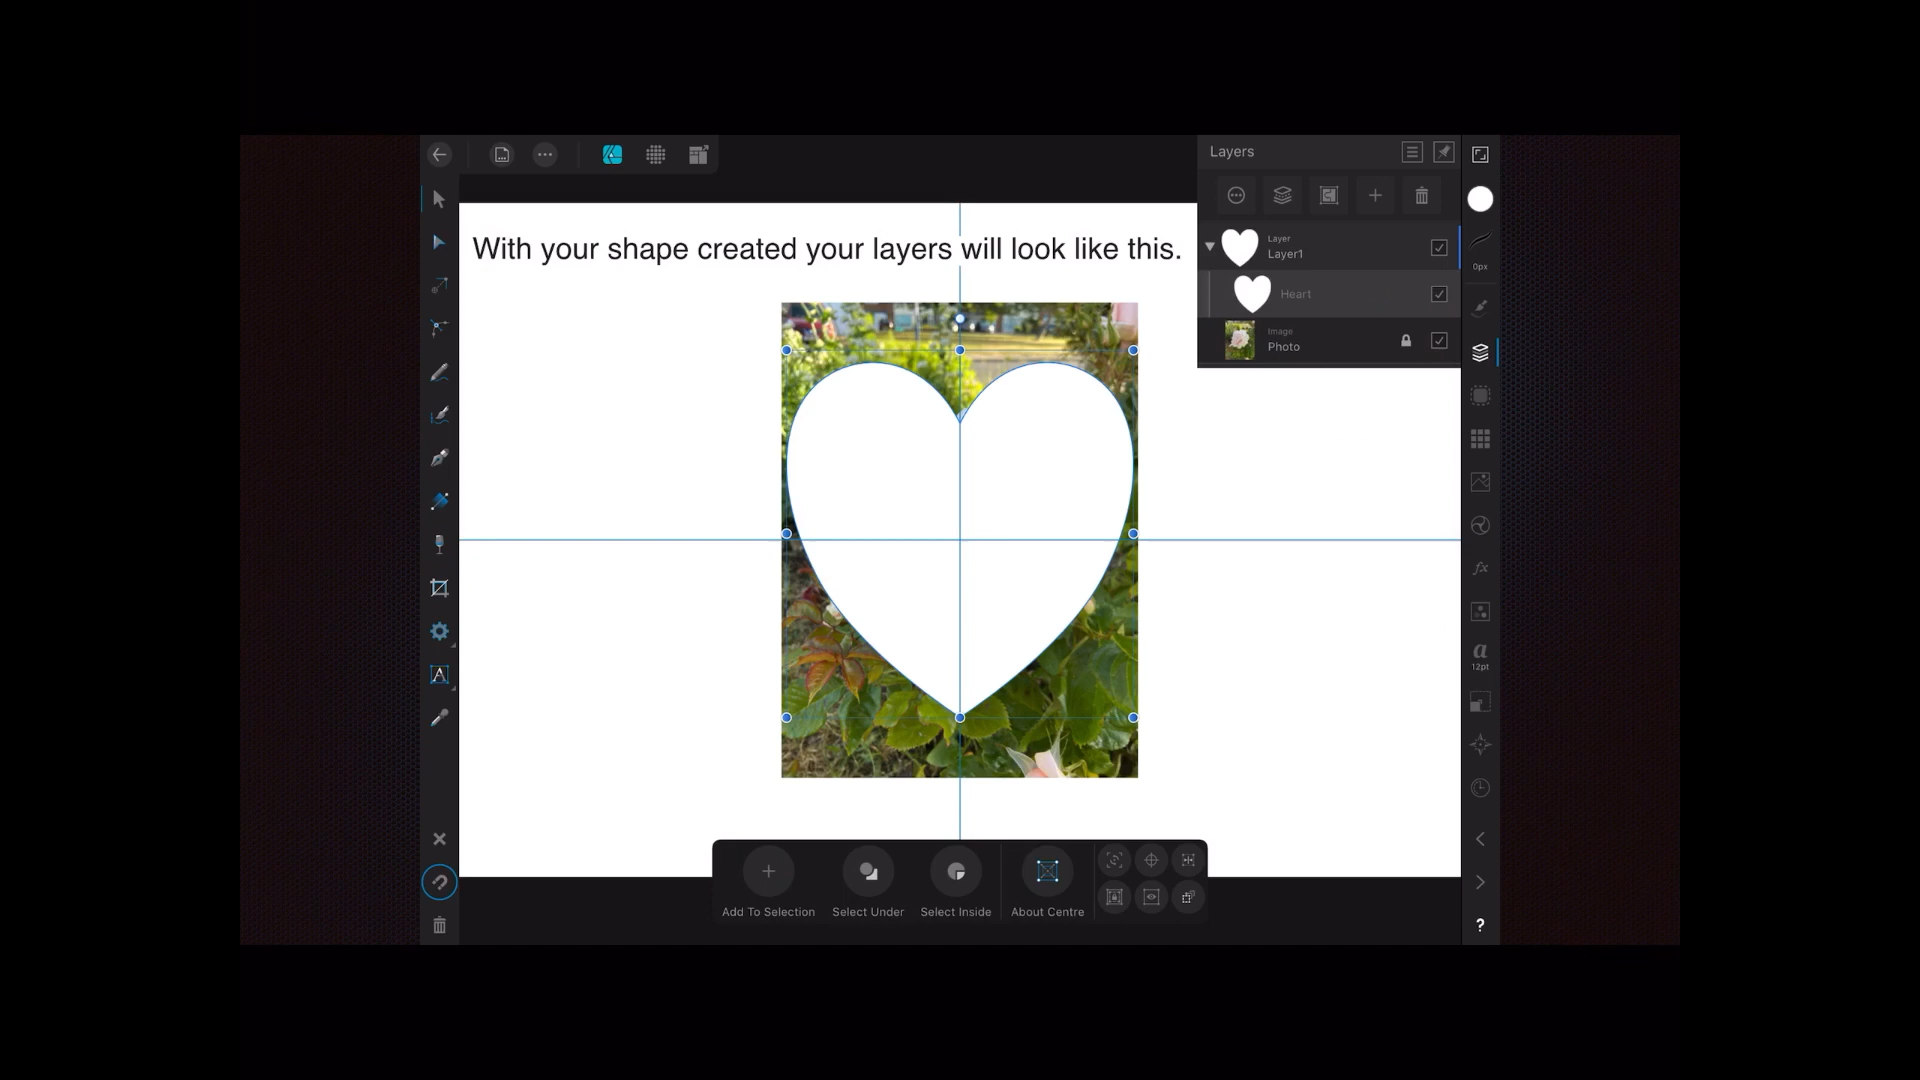 Layers
With your shape created your layers will look like this.
Layer
Layer1
Heart
Image
Photo
0px
fx
a
12pt
A
Add To Selection
Select Under
Select Inside
About Centre
?